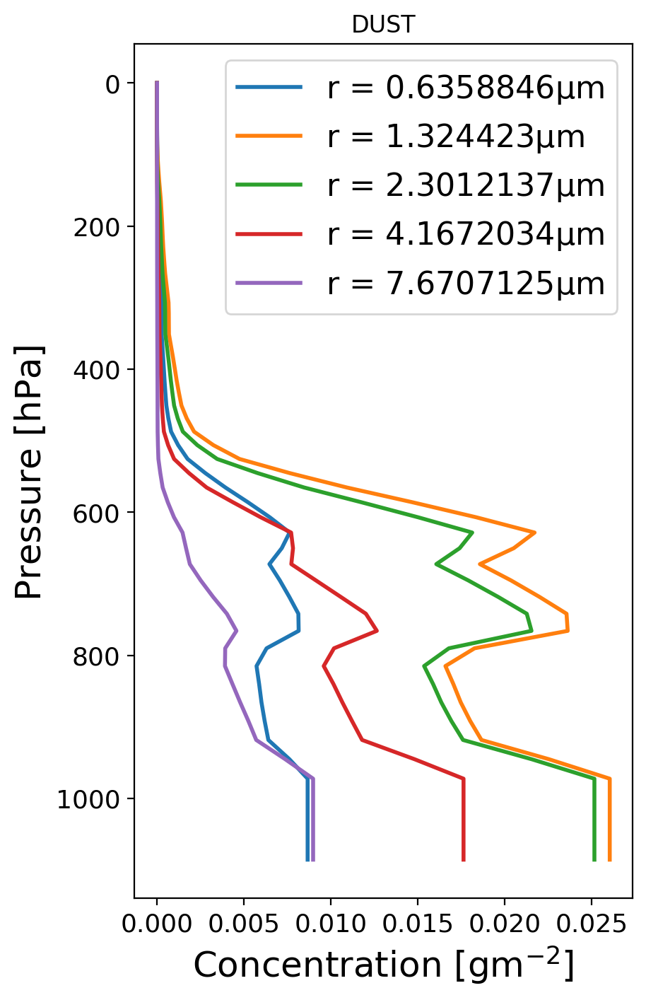 DUST
r = 0.6358846µm
r = 1.324423µm
r = 2.3012137µm
r = 4.1672034µm
r = 7.6707125µm
Pressure [hPa]
0
200
400
600
800
1000
0.000 0.005 0.010 0.015 0.020 0.025
Concentration [gm⁻²]